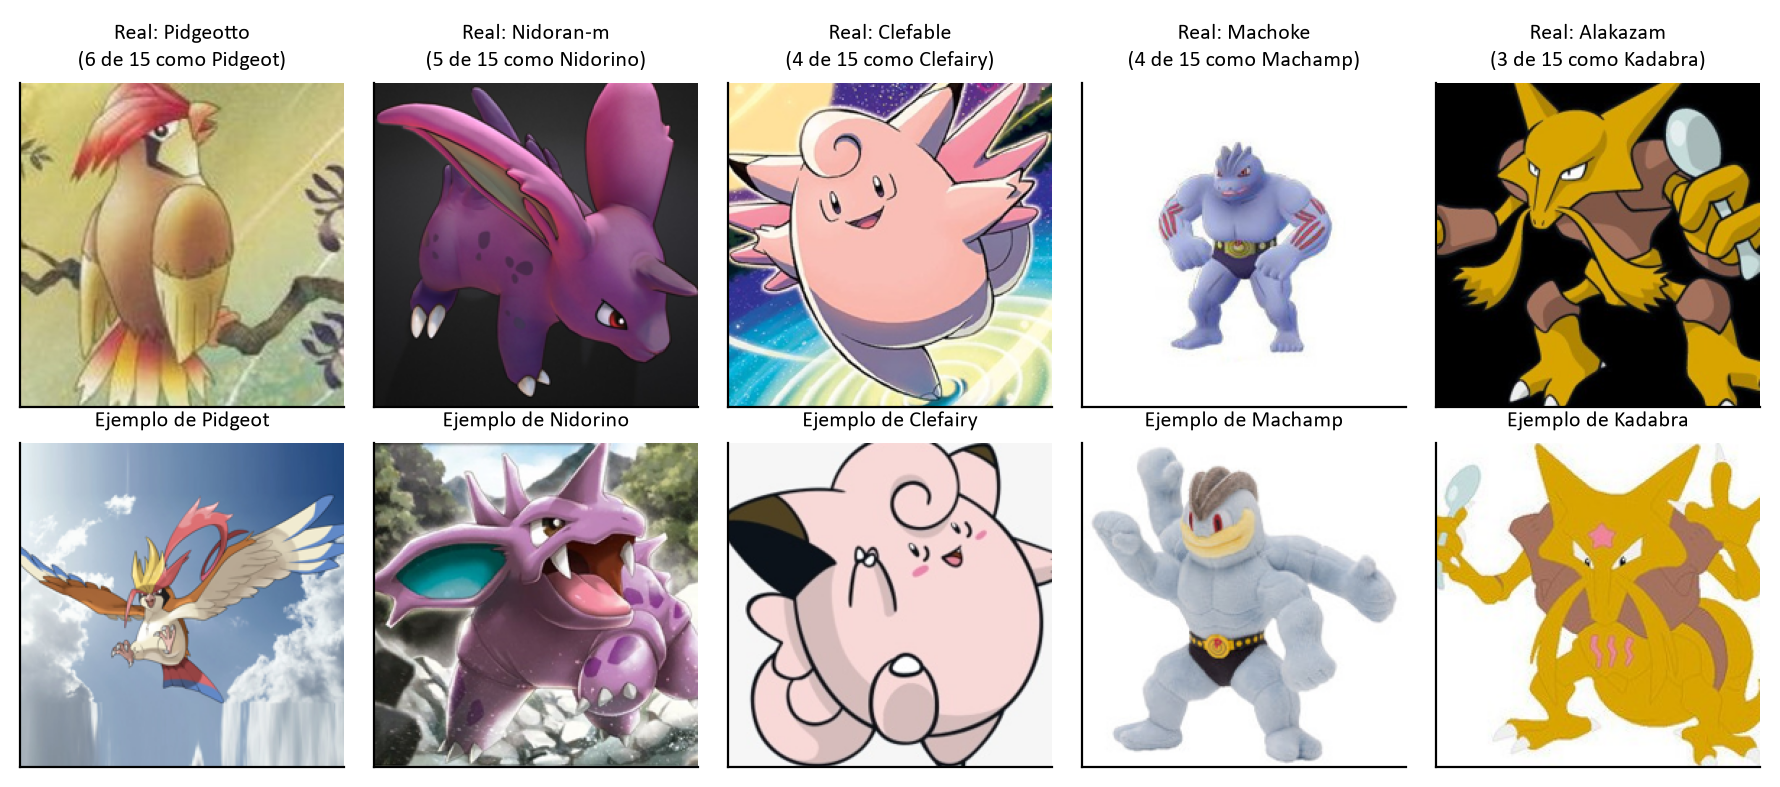 Real: Pidgeotto
(6 de 15 como Pidgeot)
Real: Nidoran-m
(5 de 15 como Nidorino)
Real: Clefable
(4 de 15 como Clefairy)
Real: Machoke
(4 de 15 como Machamp)
Real: Alakazam
(3 de 15 como Kadabra)
Ejemplo de Pidgeot
Ejemplo de Nidorino
Ejemplo de Clefairy
Ejemplo de Machamp
Ejemplo de Kadabra